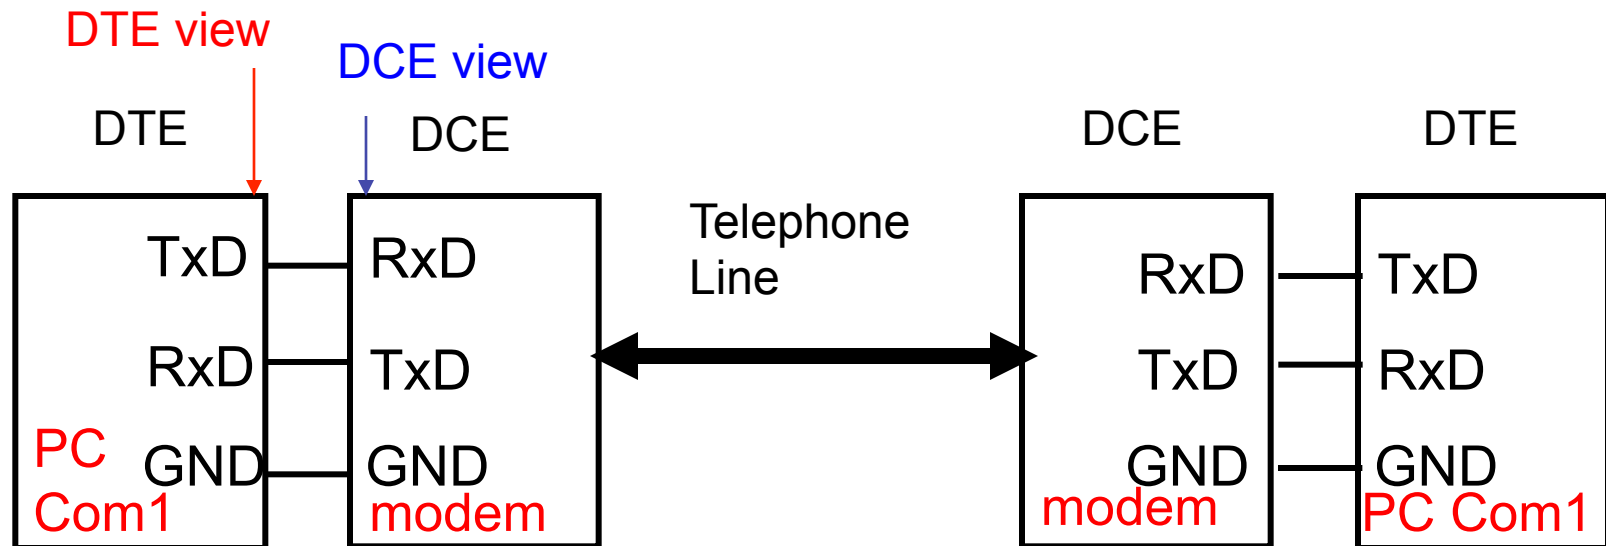 DTE view
DCE view
DTE
DCE
DCE
DTE
TxD
RxD
RxD
TxD
GND
GND
PC
Com1
modem
Telephone
Line
RxD
TxD
TxD
RxD
GND
GND
modem
PC Com1